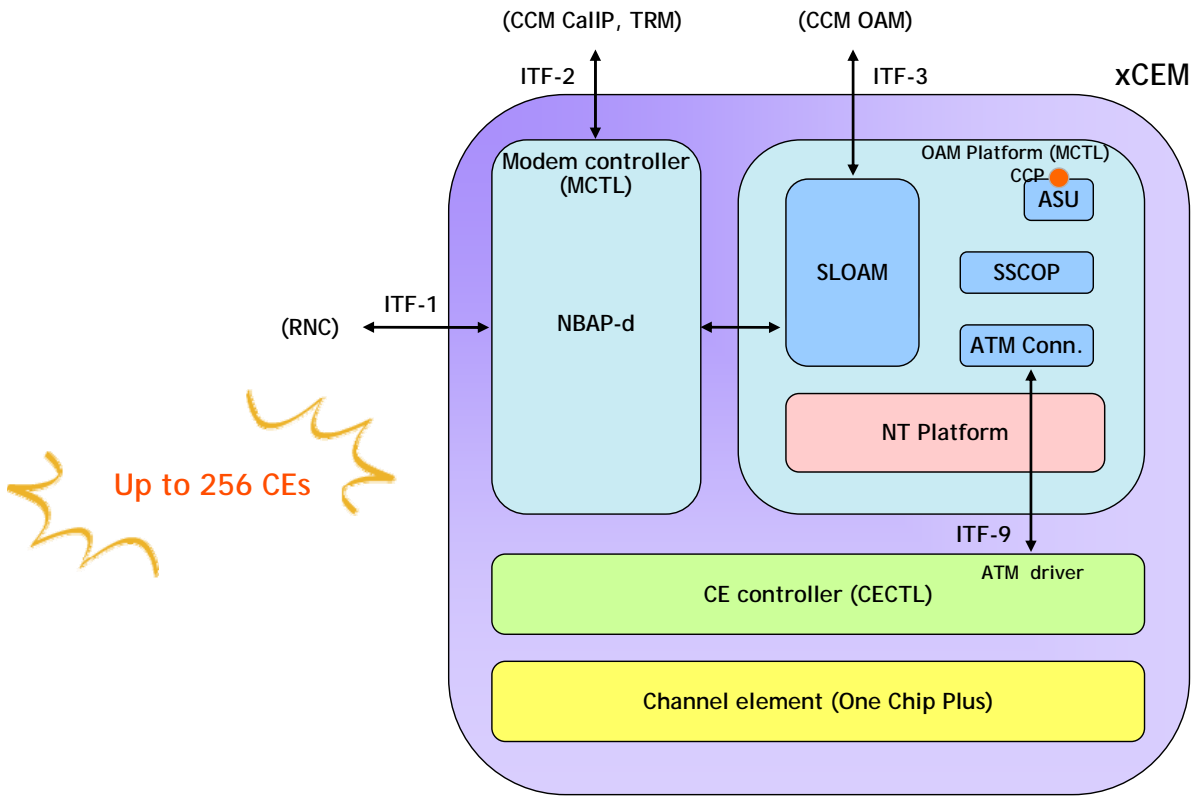 (CCM CallP, TRM)
(CCM OAM)
ITF-2
ITF-3
xCEM
Modem controller
(MCTL)
OAM Platform (MCTL)
CCP
ASU
SLOAM
SSCOP
ITF-1
(RNC)
NBAP-d
ATM Conn.
NT Platform
Up to 256 CEs
ITF-9
ATM driver
CE controller (CECTL)
Channel element (One Chip Plus)